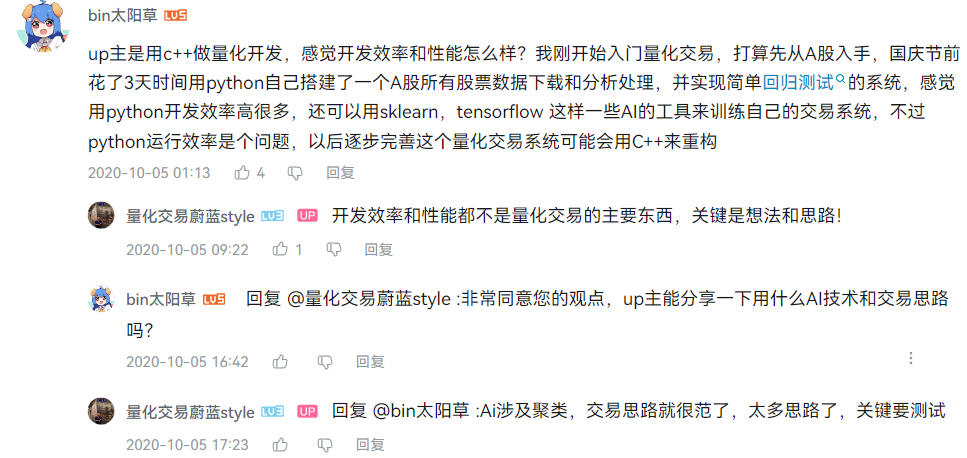 bin太阳草 LV5
up主是用c++做量化开发，感觉开发效率和性能怎么样？我刚开始入门量化交易，打算先从A股入手，国庆节前
花了3天时间用python自己搭建了一个A股所有股票数据下载和分析处理，并实现简单回归测试的系统，感觉
用python开发效率高很多，还可以用sklearn，tensorflow 这样一些AI的工具来训练自己的交易系统，不过
python运行效率是个问题，以后逐步完善这个量化交易系统可能会用C++来重构
2020-10-05 01:13 4 回复
量化交易蔚蓝style LV3 UP 开发效率和性能都不是量化交易的主要东西，关键是想法和思路！
2020-10-05 09:22 1 回复
bin太阳草 LV5 回复 @量化交易蔚蓝style :非常同意您的观点，up主能分享一下用什么AI技术和交易思路
吗？
2020-10-05 16:42 回复
量化交易蔚蓝style LV3 UP 回复 @bin太阳草 :Ai涉及聚类，交易思路就很范了，太多思路了，关键要测试
2020-10-05 17:23 回复